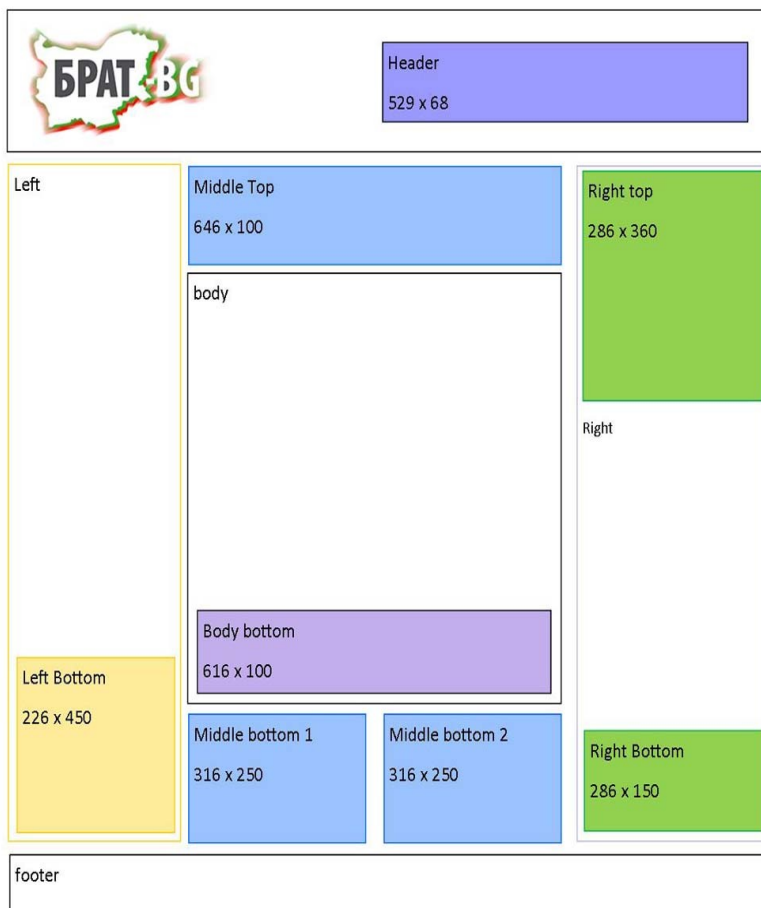 БРАТ-BG
Header
529 x 68
Left
Middle Top
646 x 100
Right top
286 x 360
body
Right
Body bottom
616 x 100
Left Bottom
226 x 450
Middle bottom 1
316 x 250
Middle bottom 2
316 x 250
Right Bottom
286 x 150
footer